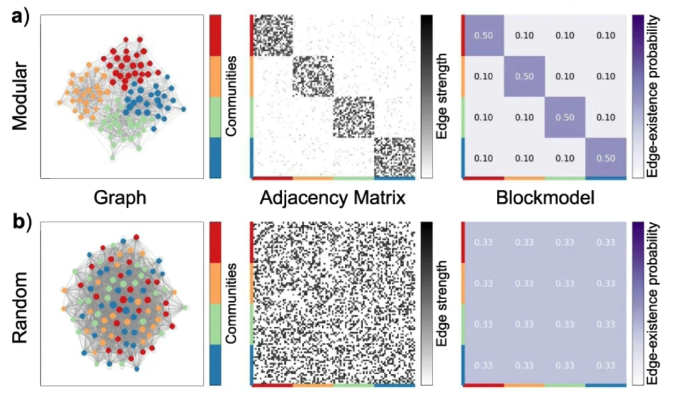 a)
Modular
Communities
Edge strength
0.50 0.10 0.10 0.10
0.10 0.50 0.10 0.10
0.10 0.10 0.50 0.10
0.10 0.10 0.10 0.50
Edge-existence probability
Graph
Adjacency Matrix
Blockmodel
b)
Random
Communities
Edge strength
0.33 0.33 0.33 0.33
0.33 0.33 0.33 0.33
0.33 0.33 0.33 0.33
0.33 0.33 0.33 0.33
Edge-existence probability